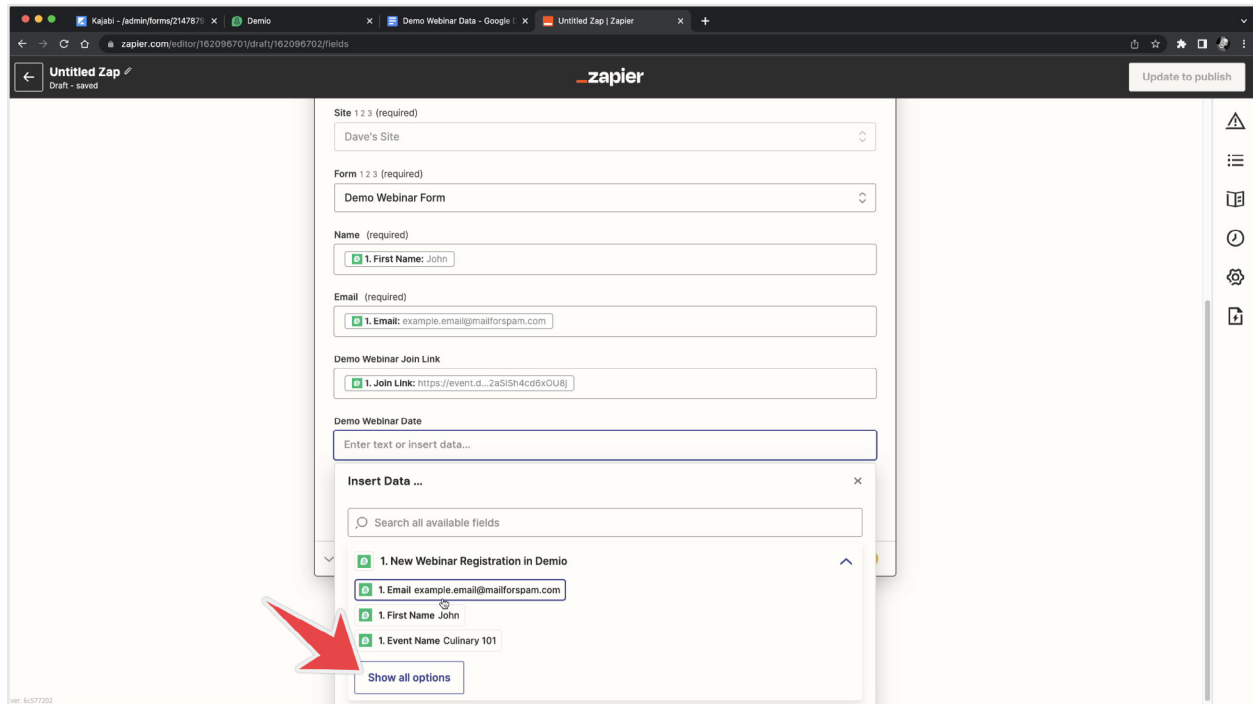 Kajabi - /admin/forms/2147879
Demio
Demo Webinar Data - Google
Untitled Zap | Zapier
zapier.com/editor/162096701/draft/162096702/fields
Untitled Zap
Draft - saved
_zapier
Update to publish
Site 1 2 3 (required)
Dave's Site
Form 1 2 3 (required)
Demo Webinar Form
Name (required)
1. First Name: John
Email (required)
1. Email: example.email@mailforspam.com
Demo Webinar Join Link
1. Join Link: https://event.d...2aSlSh4cd6xOU8j
Demo Webinar Date
Enter text or insert data...
Insert Data ...
Search all available fields
1. New Webinar Registration in Demio
1. Email example.email@mailforspam.com
1. First Name John
1. Event Name Culinary 101
Show all options
ver. 6c577202